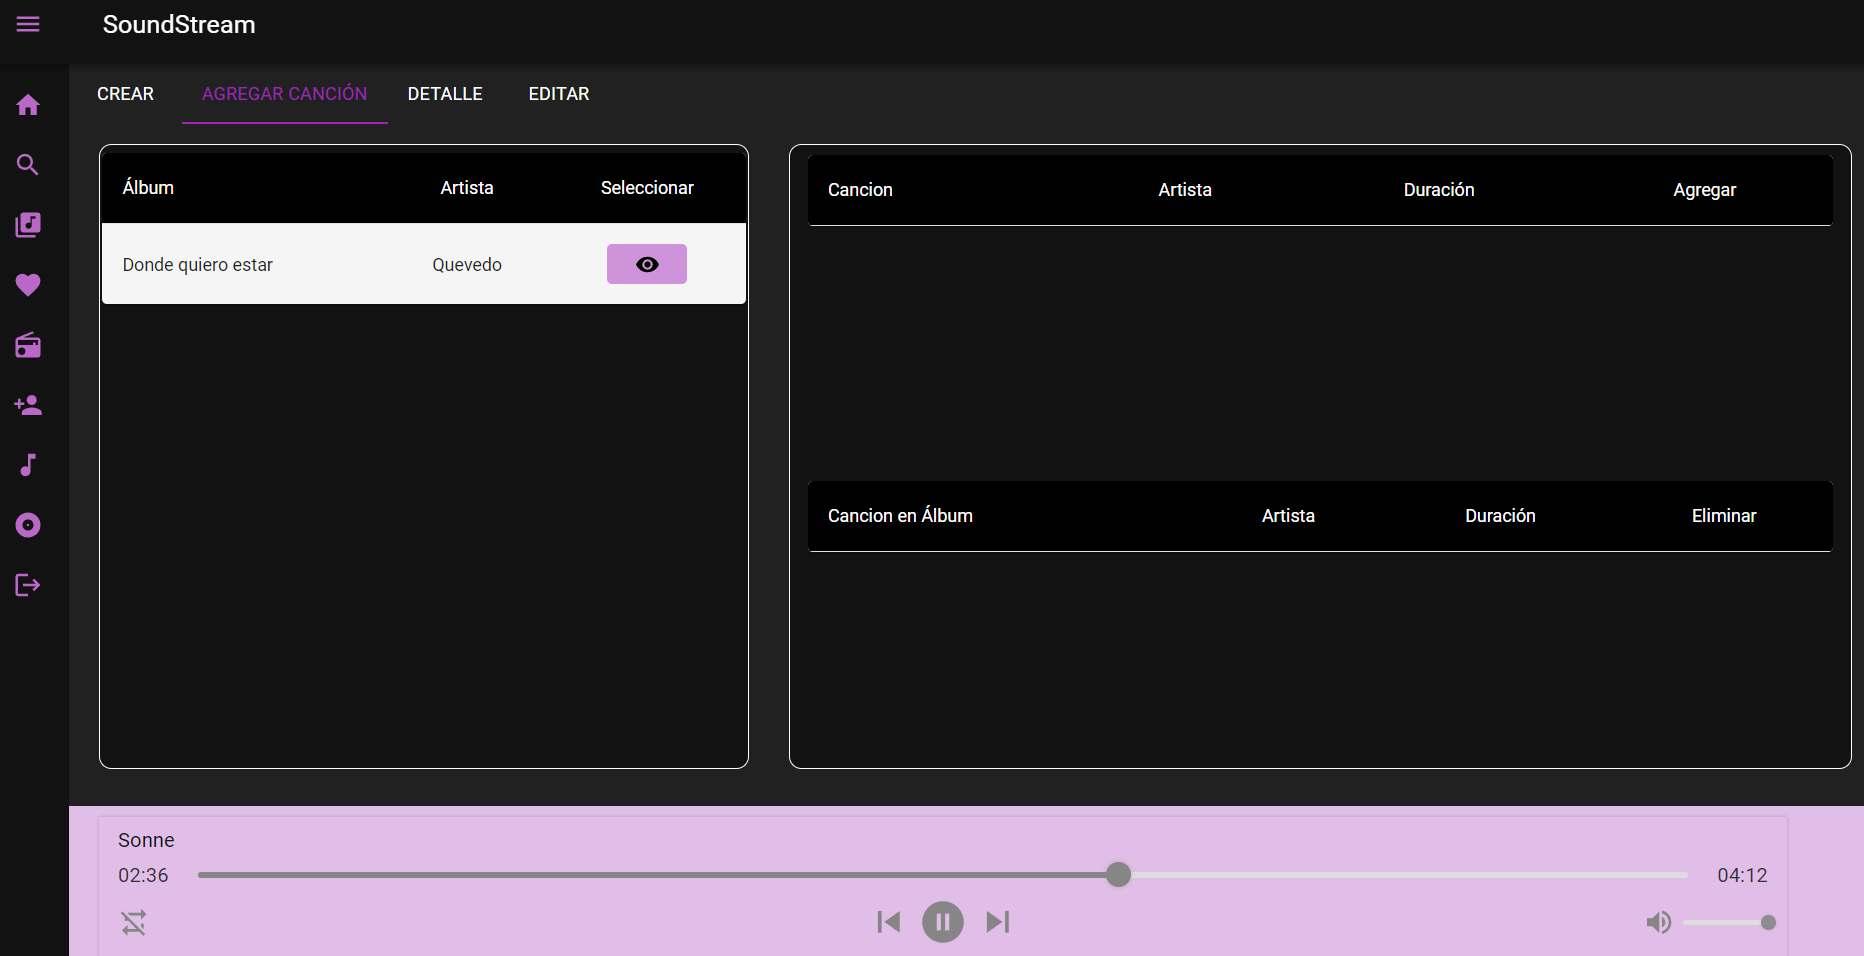 SoundStream
CREAR AGREGAR CANCIÓN DETALLE EDITAR
Álbum Artista Seleccionar
Donde quiero estar Quevedo
Cancion Artista Duración Agregar
Cancion en Álbum Artista Duración Eliminar
Sonne
02:36 04:12